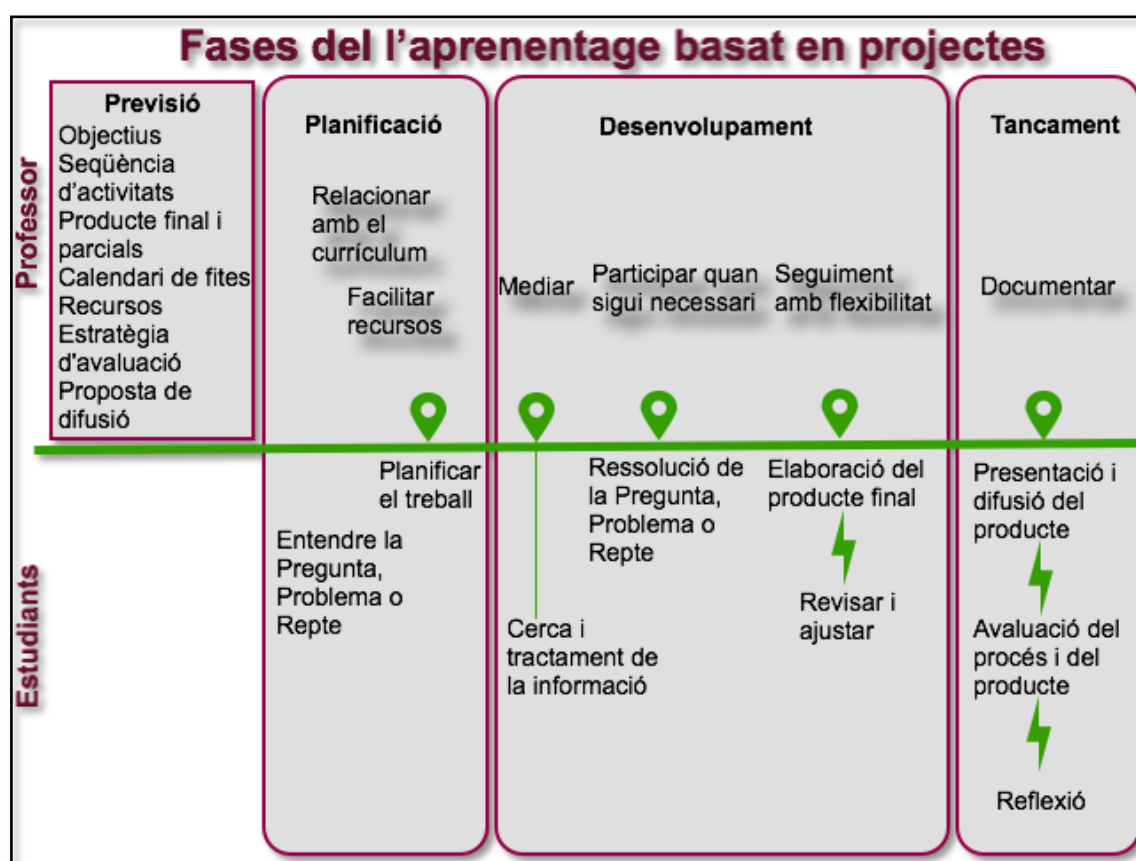 Fases del l'aprenentage basat en projectes
Professor
Previsió
Objectius
Seqüència
d'activitats
Producte final i
parcials
Calendari de fites
Recursos
Estratègia
d'avaluació
Proposta de
difusió
Planificació
Relacionar
amb el
currículum
Facilitar
recursos
Desenvolupament
Mediar
Participar quan
sigui necessari
Seguiment
amb flexibilitat
Tancament
Documentar
Estudiants
Planificar
el treball
Entendre la
Pregunta,
Problema o
Repte
Cerca i
tractament de
la informació
Ressolució de
la Pregunta,
Problema o
Repte
Elaboració del
producte final
Revisar i
ajustar
Presentació i
difusió del
producte
Avaluació del
procés i del
producte
Reflexió